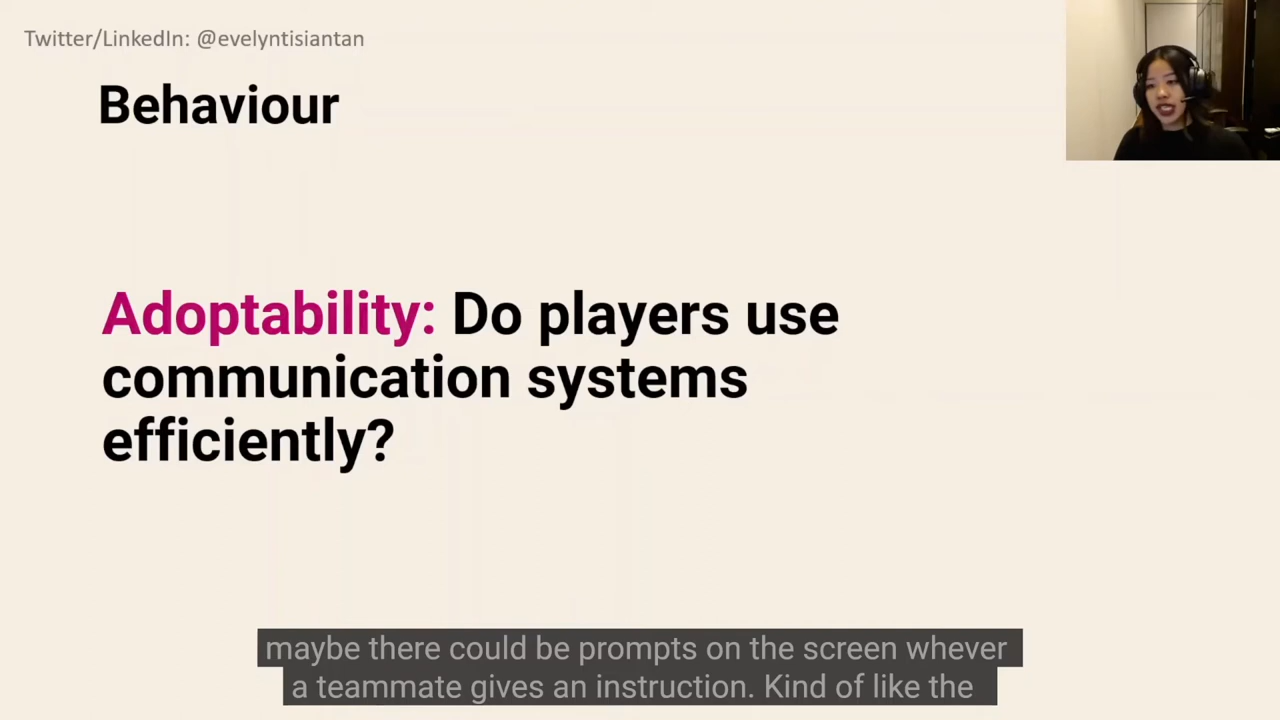 Twitter/LinkedIn: @evelyntisiantan
Behaviour
Adoptability: Do players use
communication systems
efficiently?
maybe there could be prompts on the screen whever
a teammate gives an instruction. Kind of like the